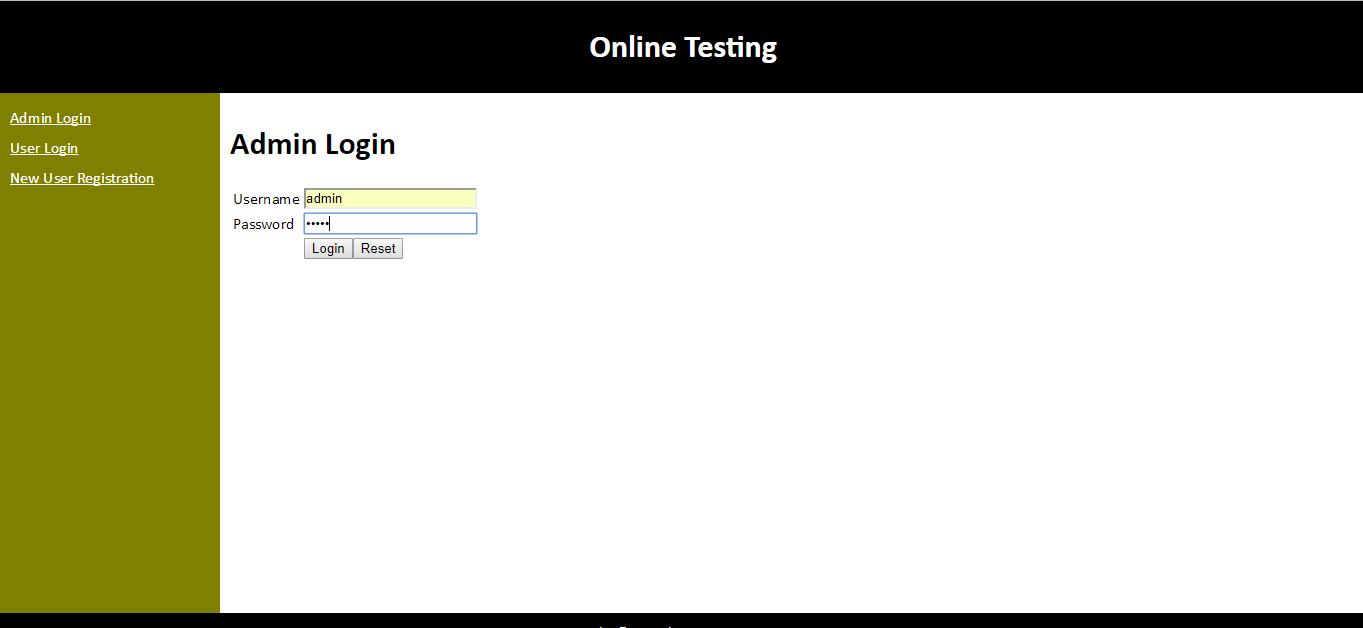 Online Testing
Admin Login
User Login
New User Registration
Admin Login
Username admin
Password •••••
Login Reset